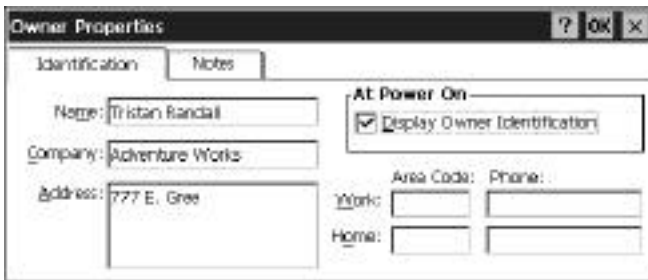 Owner Properties ? OK ×
Identification Notes
Name: Tristan Randall
Company: Adventure Works
Address: 777 E. Gree
At Power On
Display Owner Identification
Area Code: Phone:
Work:
Home: